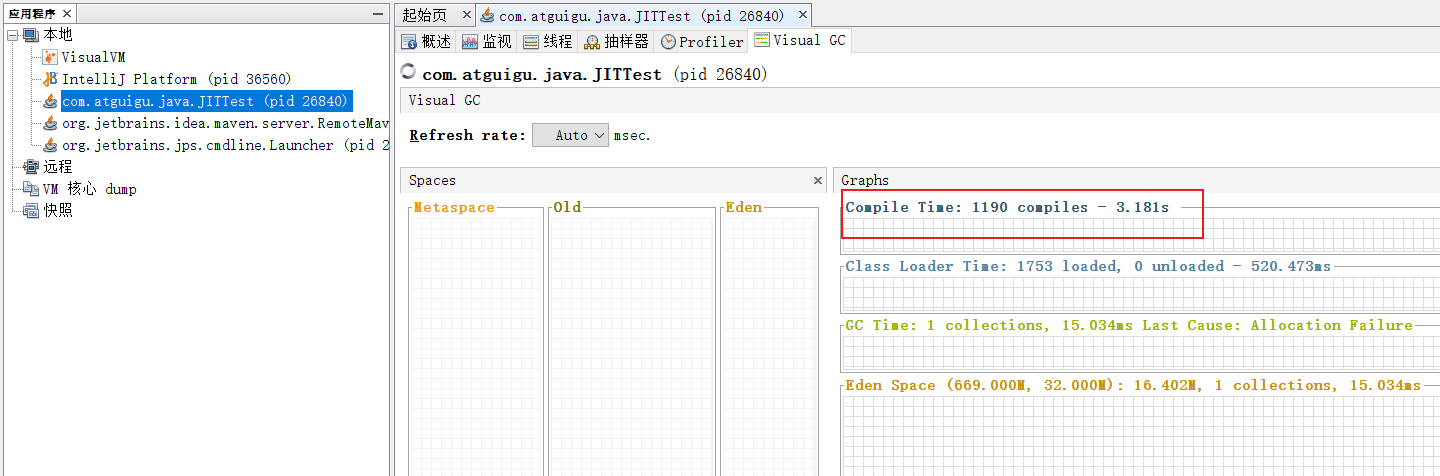 应用程序
本地
VisualVM
IntelliJ Platform (pid 36560)
com.atguigu.java.JITTest (pid 26840)
org.jetbrains.idea.maven.server.RemoteMav
org.jetbrains.jps.cmdline.Launcher (pid 2
远程
VM 核心 dump
快照
起始页 com.atguigu.java.JITTest (pid 26840)
概述 监视 线程 抽样器 Profiler Visual GC
com.atguigu.java.JITTest (pid 26840)
Visual GC
Refresh rate: Auto msec.
Spaces
Metaspace Old Eden
Graphs
Compile Time: 1190 compiles - 3.181s
Class Loader Time: 1753 loaded, 0 unloaded - 520.473ms
GC Time: 1 collections, 15.034ms Last Cause: Allocation Failure
Eden Space (669.000M, 32.000M): 16.402M, 1 collections, 15.034ms